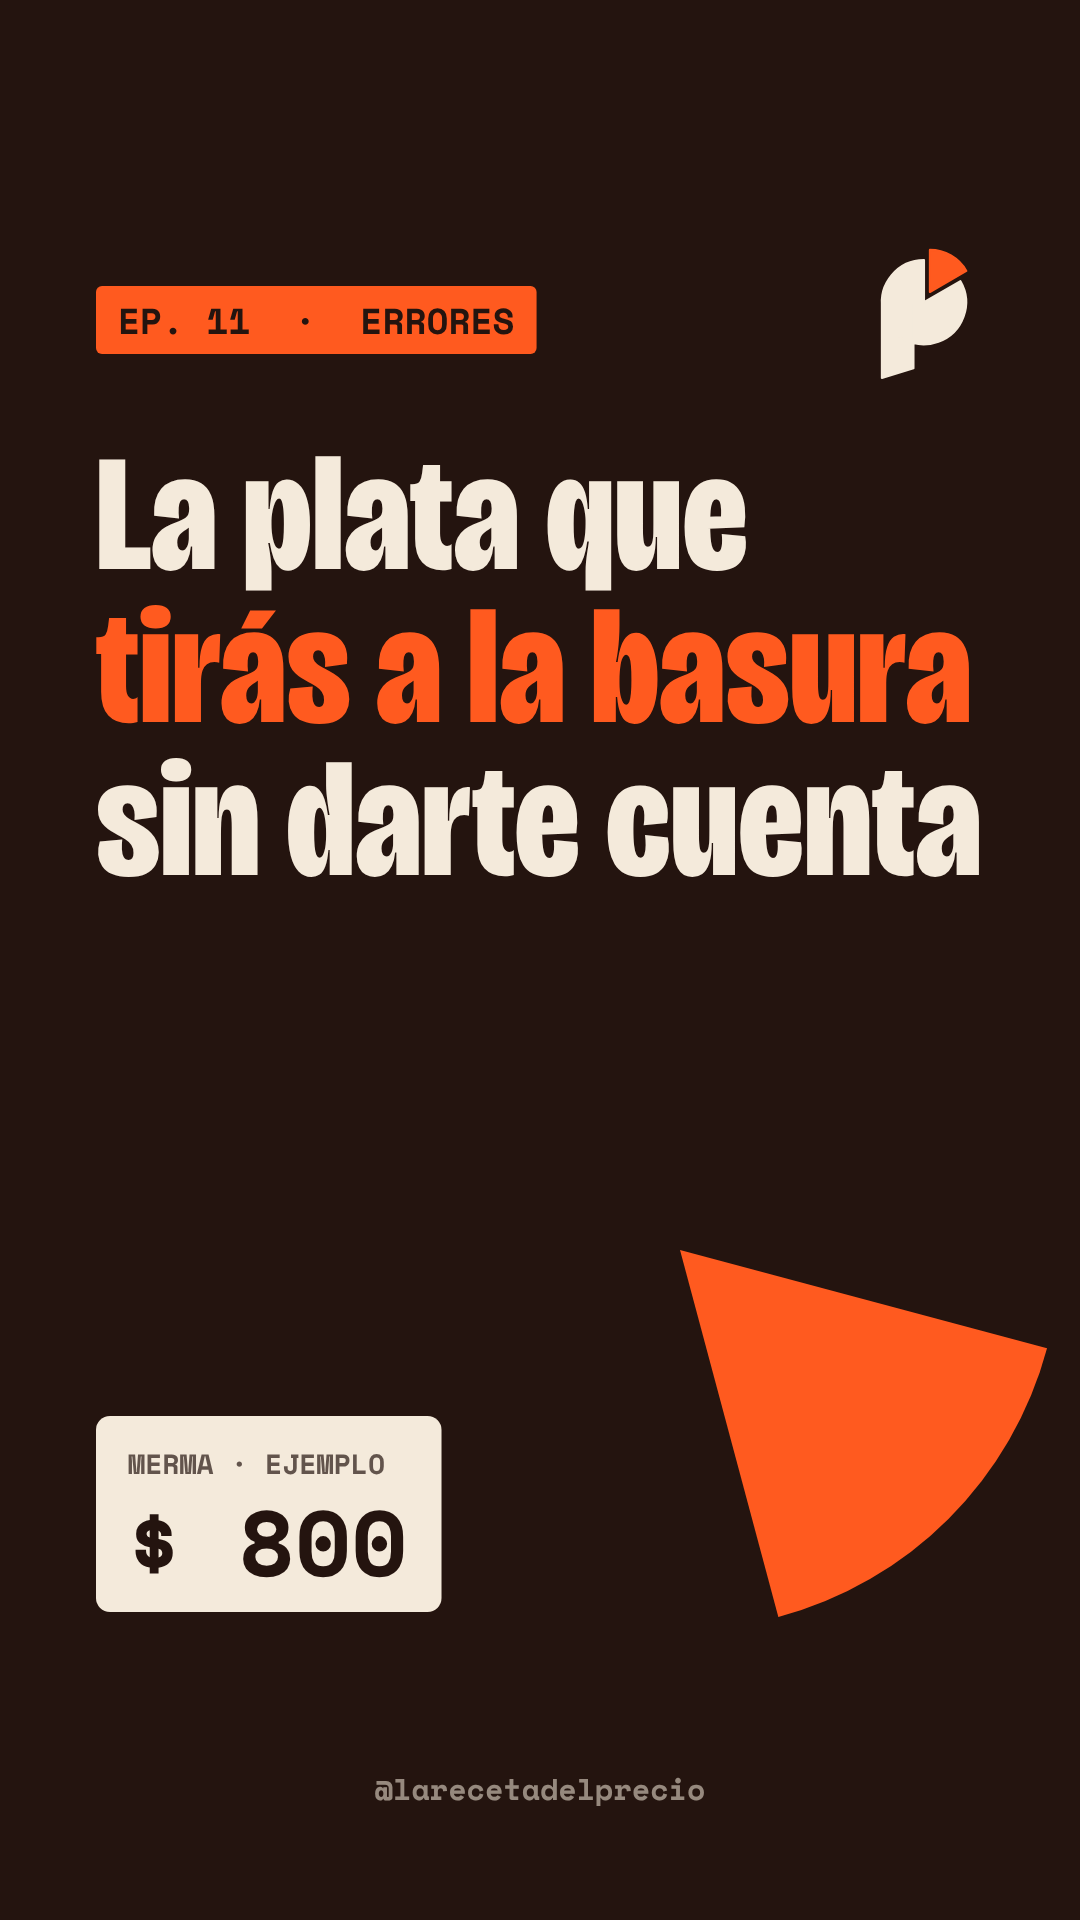 EP. 11 · ERRORES
La plata que
tirás a la basura
sin darte cuenta
MERMA · EJEMPLO
$ 800
@larecetadelprecio